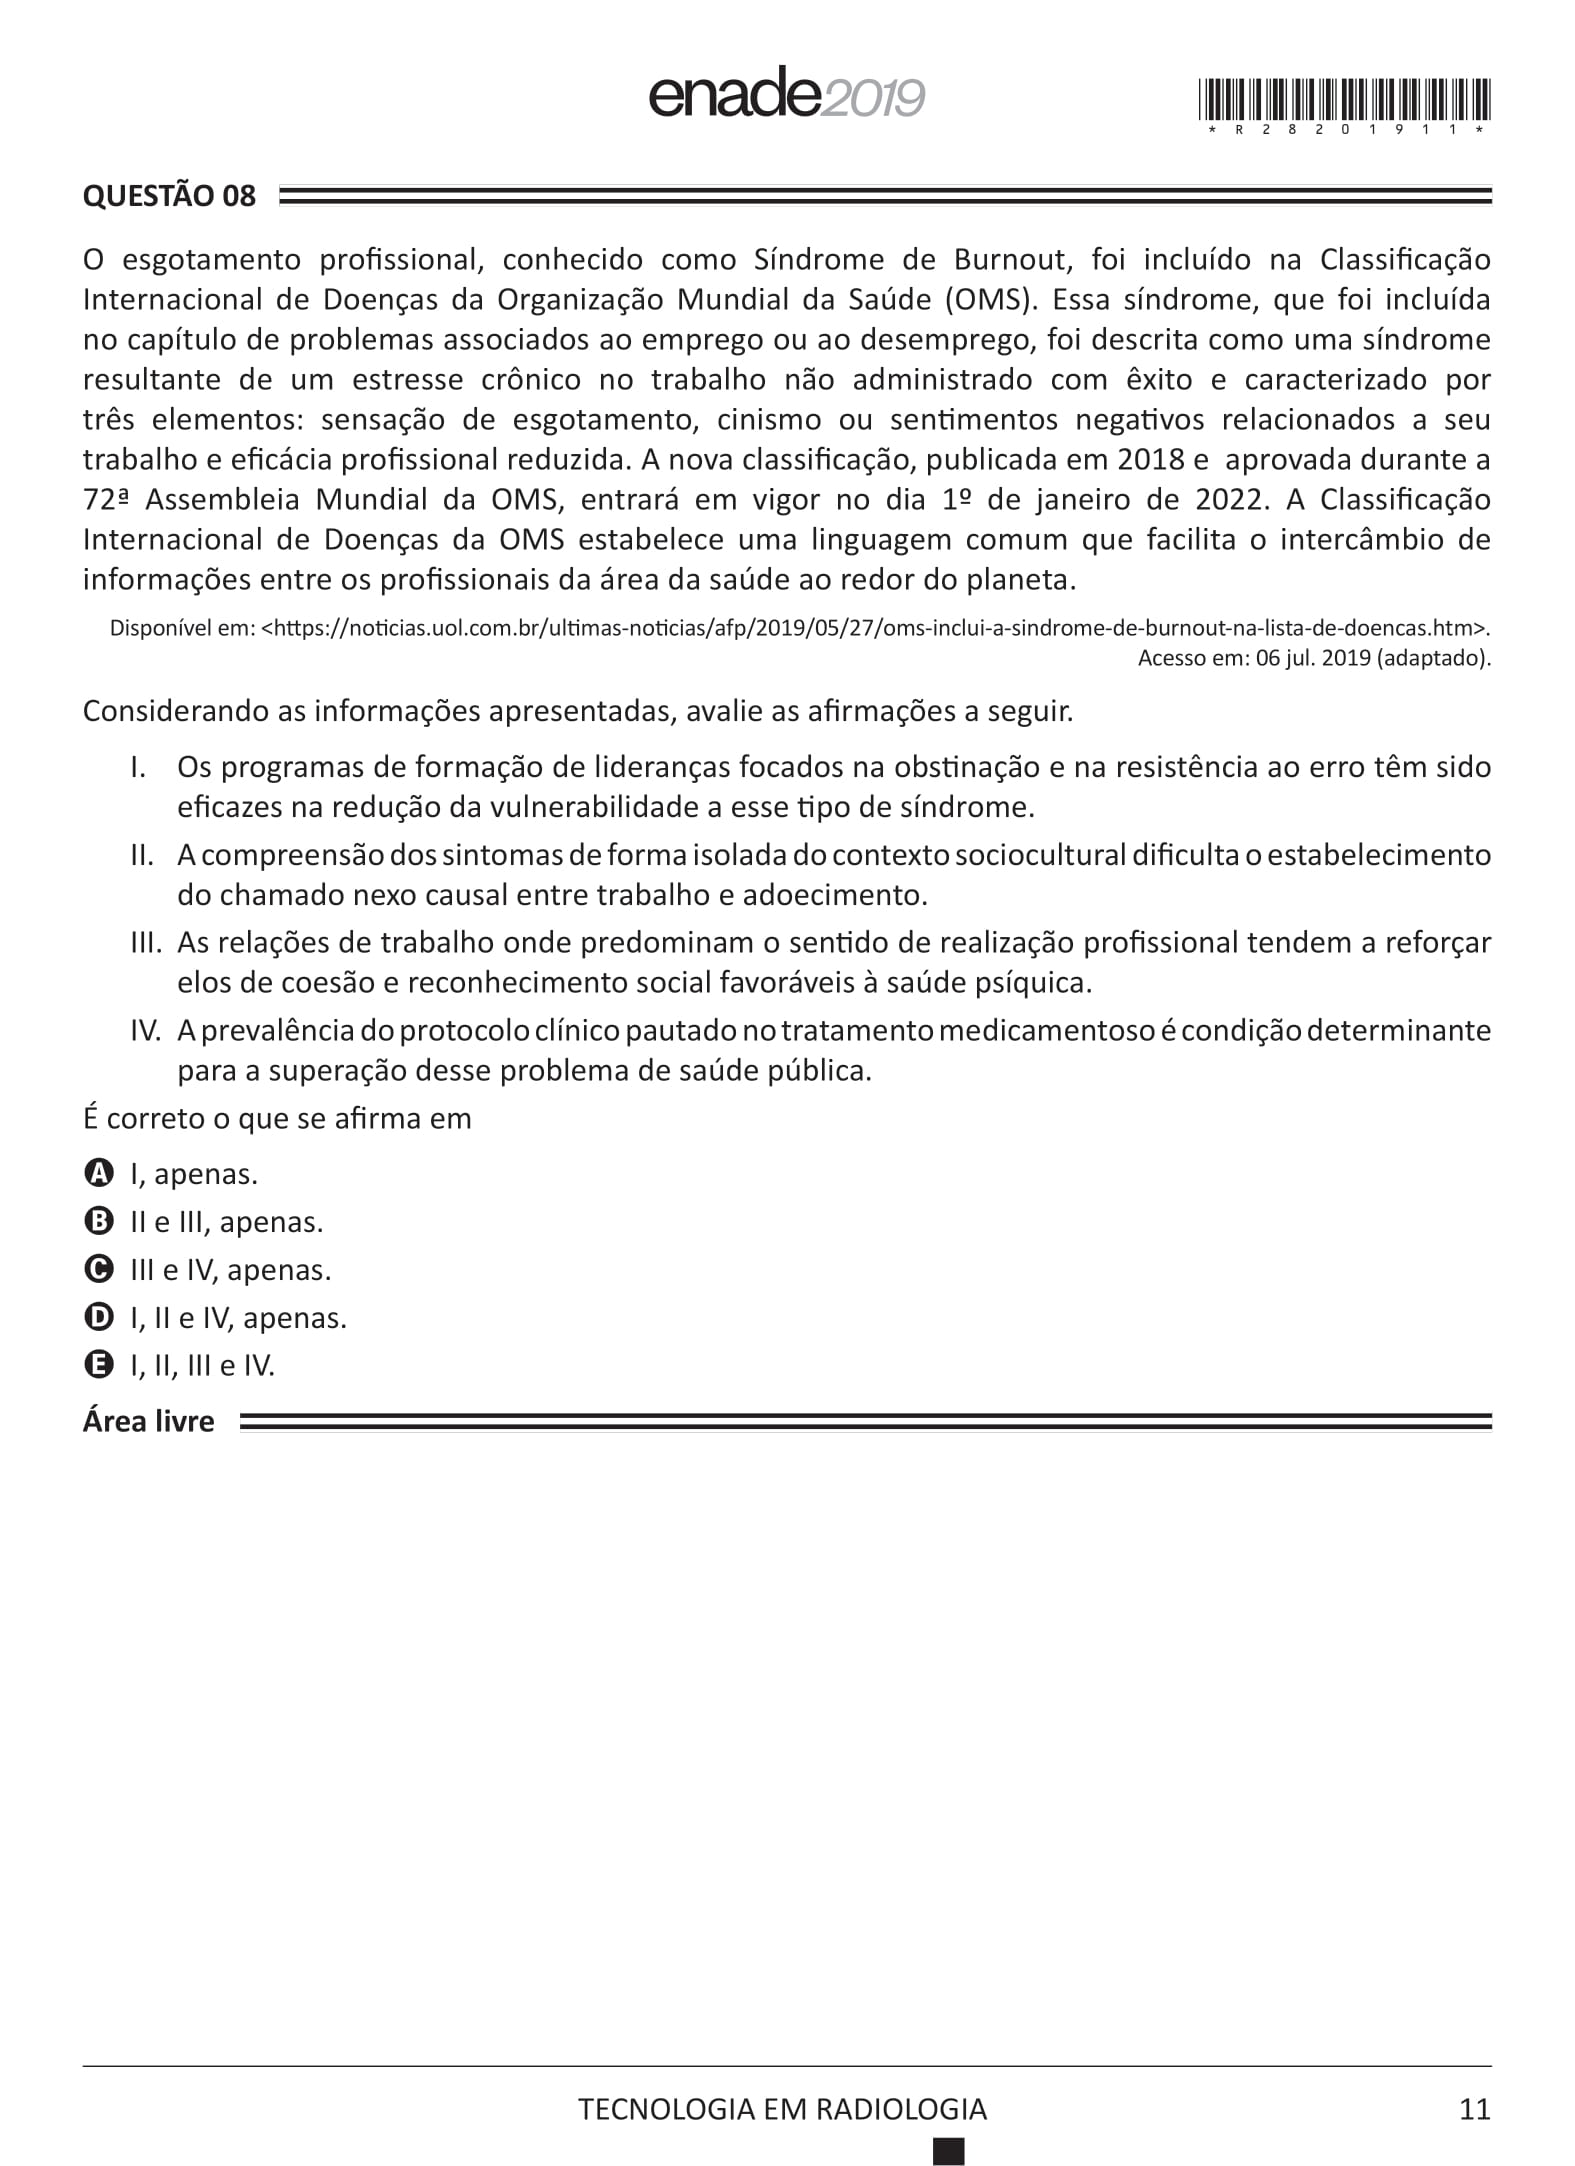 enade2019
*R28201911*
QUESTÃO 08
O esgotamento profissional, conhecido como Síndrome de Burnout, foi incluído na Classificação
Internacional de Doenças da Organização Mundial da Saúde (OMS). Essa síndrome, que foi incluída
no capítulo de problemas associados ao emprego ou ao desemprego, foi descrita como uma síndrome
resultante de um estresse crônico no trabalho não administrado com êxito e caracterizado por
três elementos: sensação de esgotamento, cinismo ou sentimentos negativos relacionados a seu
trabalho e eficácia profissional reduzida. A nova classificação, publicada em 2018 e aprovada durante a
72ª Assembleia Mundial da OMS, entrará em vigor no dia 1º de janeiro de 2022. A Classificação
Internacional de Doenças da OMS estabelece uma linguagem comum que facilita o intercâmbio de
informações entre os profissionais da área da saúde ao redor do planeta.
Disponível em: <https://noticias.uol.com.br/ultimas-noticias/afp/2019/05/27/oms-inclui-a-sindrome-de-burnout-na-lista-de-doencas.htm>.
Acesso em: 06 jul. 2019 (adaptado).
Considerando as informações apresentadas, avalie as afirmações a seguir.
I. Os programas de formação de lideranças focados na obstinação e na resistência ao erro têm sido
eficazes na redução da vulnerabilidade a esse tipo de síndrome.
II. A compreensão dos sintomas de forma isolada do contexto sociocultural dificulta o estabelecimento
do chamado nexo causal entre trabalho e adoecimento.
III. As relações de trabalho onde predominam o sentido de realização profissional tendem a reforçar
elos de coesão e reconhecimento social favoráveis à saúde psíquica.
IV. A prevalência do protocolo clínico pautado no tratamento medicamentoso é condição determinante
para a superação desse problema de saúde pública.
É correto o que se afirma em
A I, apenas.
B II e III, apenas.
C III e IV, apenas.
D I, II e IV, apenas.
E I, II, III e IV.
Área livre
TECNOLOGIA EM RADIOLOGIA
11